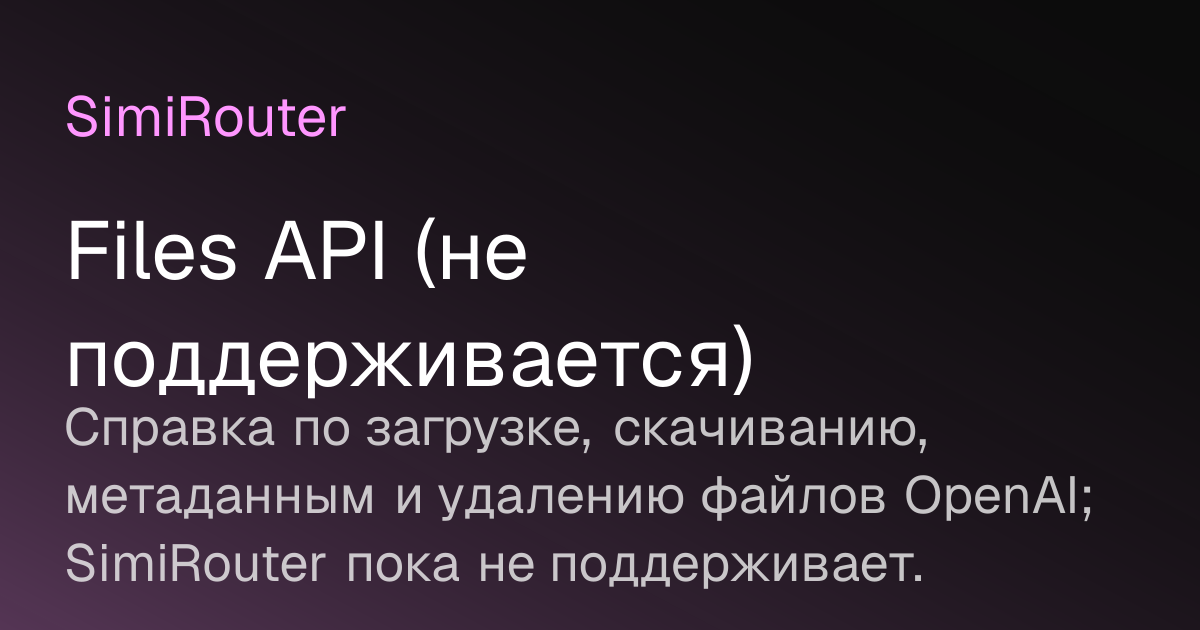 SimiRouter
Files API (не
поддерживается)
Справка по загрузке, скачиванию,
метаданным и удалению файлов OpenAI;
SimiRouter пока не поддерживает.